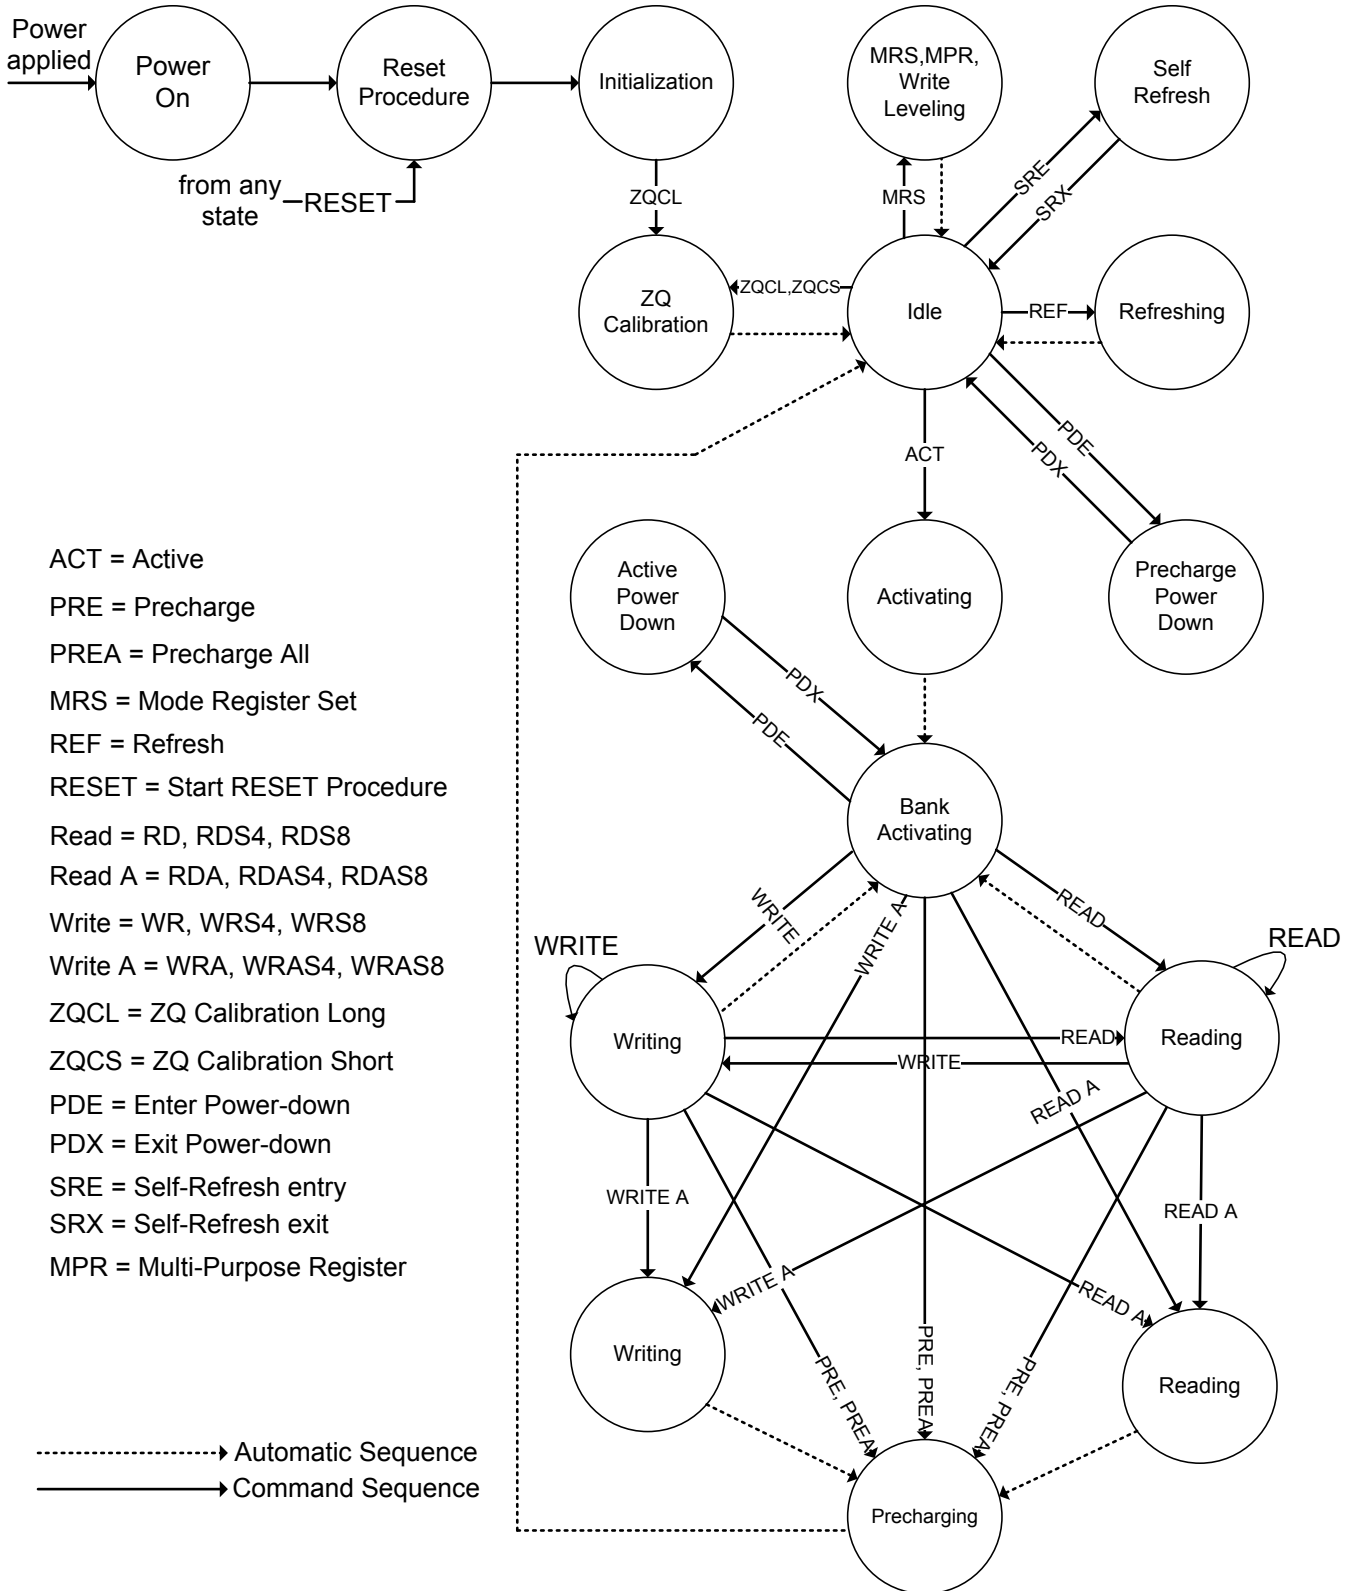 Power
applied
Power
On
Reset
Procedure
Initialization
MRS,MPR,
Write
Leveling
Self
Refresh
from any
state
RESET
ZQCL
MRS
SRE
SRX
ZQ
Calibration
ZQCL,ZQCS
Idle
REF
Refreshing
ACT
PDE
PDX
Active
Power
Down
Activating
Precharge
Power
Down
PDX
PDE
Bank
Activating
ACT = Active
PRE = Precharge
PREA = Precharge All
MRS = Mode Register Set
REF = Refresh
RESET = Start RESET Procedure
Read = RD, RDS4, RDS8
Read A = RDA, RDAS4, RDAS8
Write = WR, WRS4, WRS8
Write A = WRA, WRAS4, WRAS8
ZQCL = ZQ Calibration Long
ZQCS = ZQ Calibration Short
PDE = Enter Power-down
PDX = Exit Power-down
SRE = Self-Refresh entry
SRX = Self-Refresh exit
MPR = Multi-Purpose Register
WRITE
WRITE A
READ
WRITE
READ
Writing
READ
Reading
WRITE
READ A
WRITE A
READ A
WRITE A
READ A
Writing
PRE, PREA
PRE, PREA
PRE, PREA
Reading
Precharging
Automatic Sequence
Command Sequence